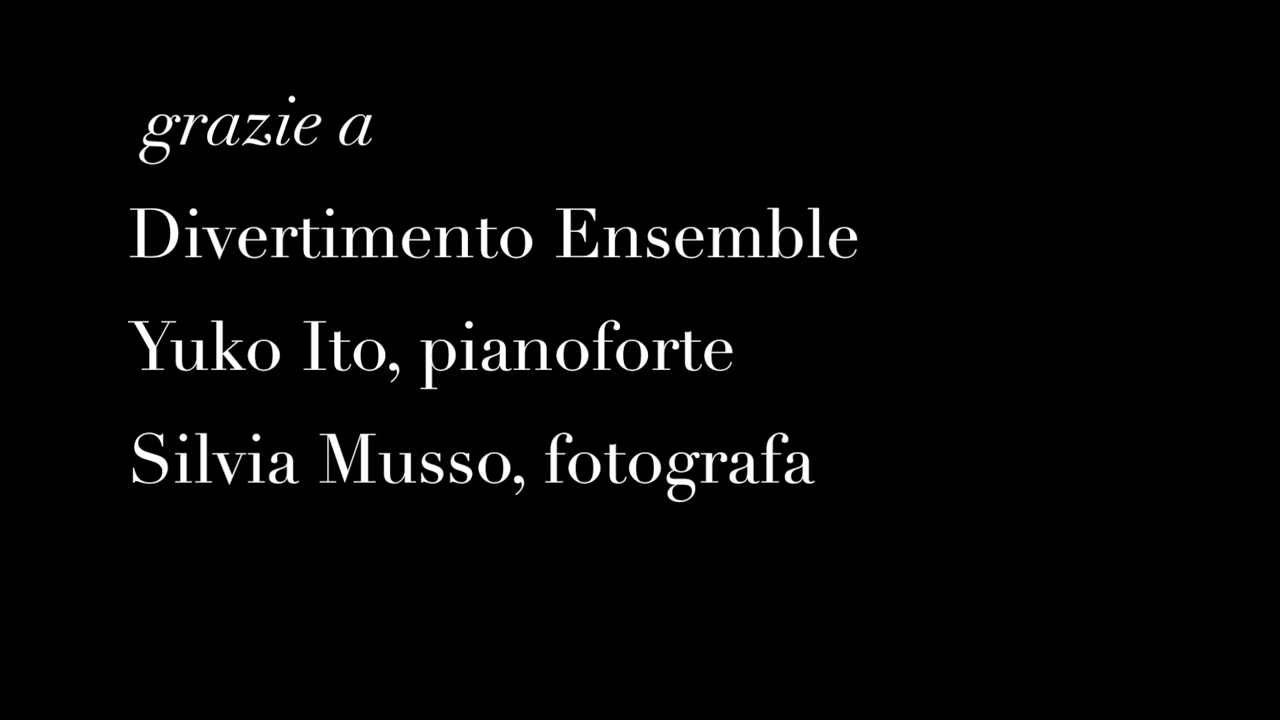 grazie a
Divertimento Ensemble
Yuko Ito, pianoforte
Silvia Musso, fotografa